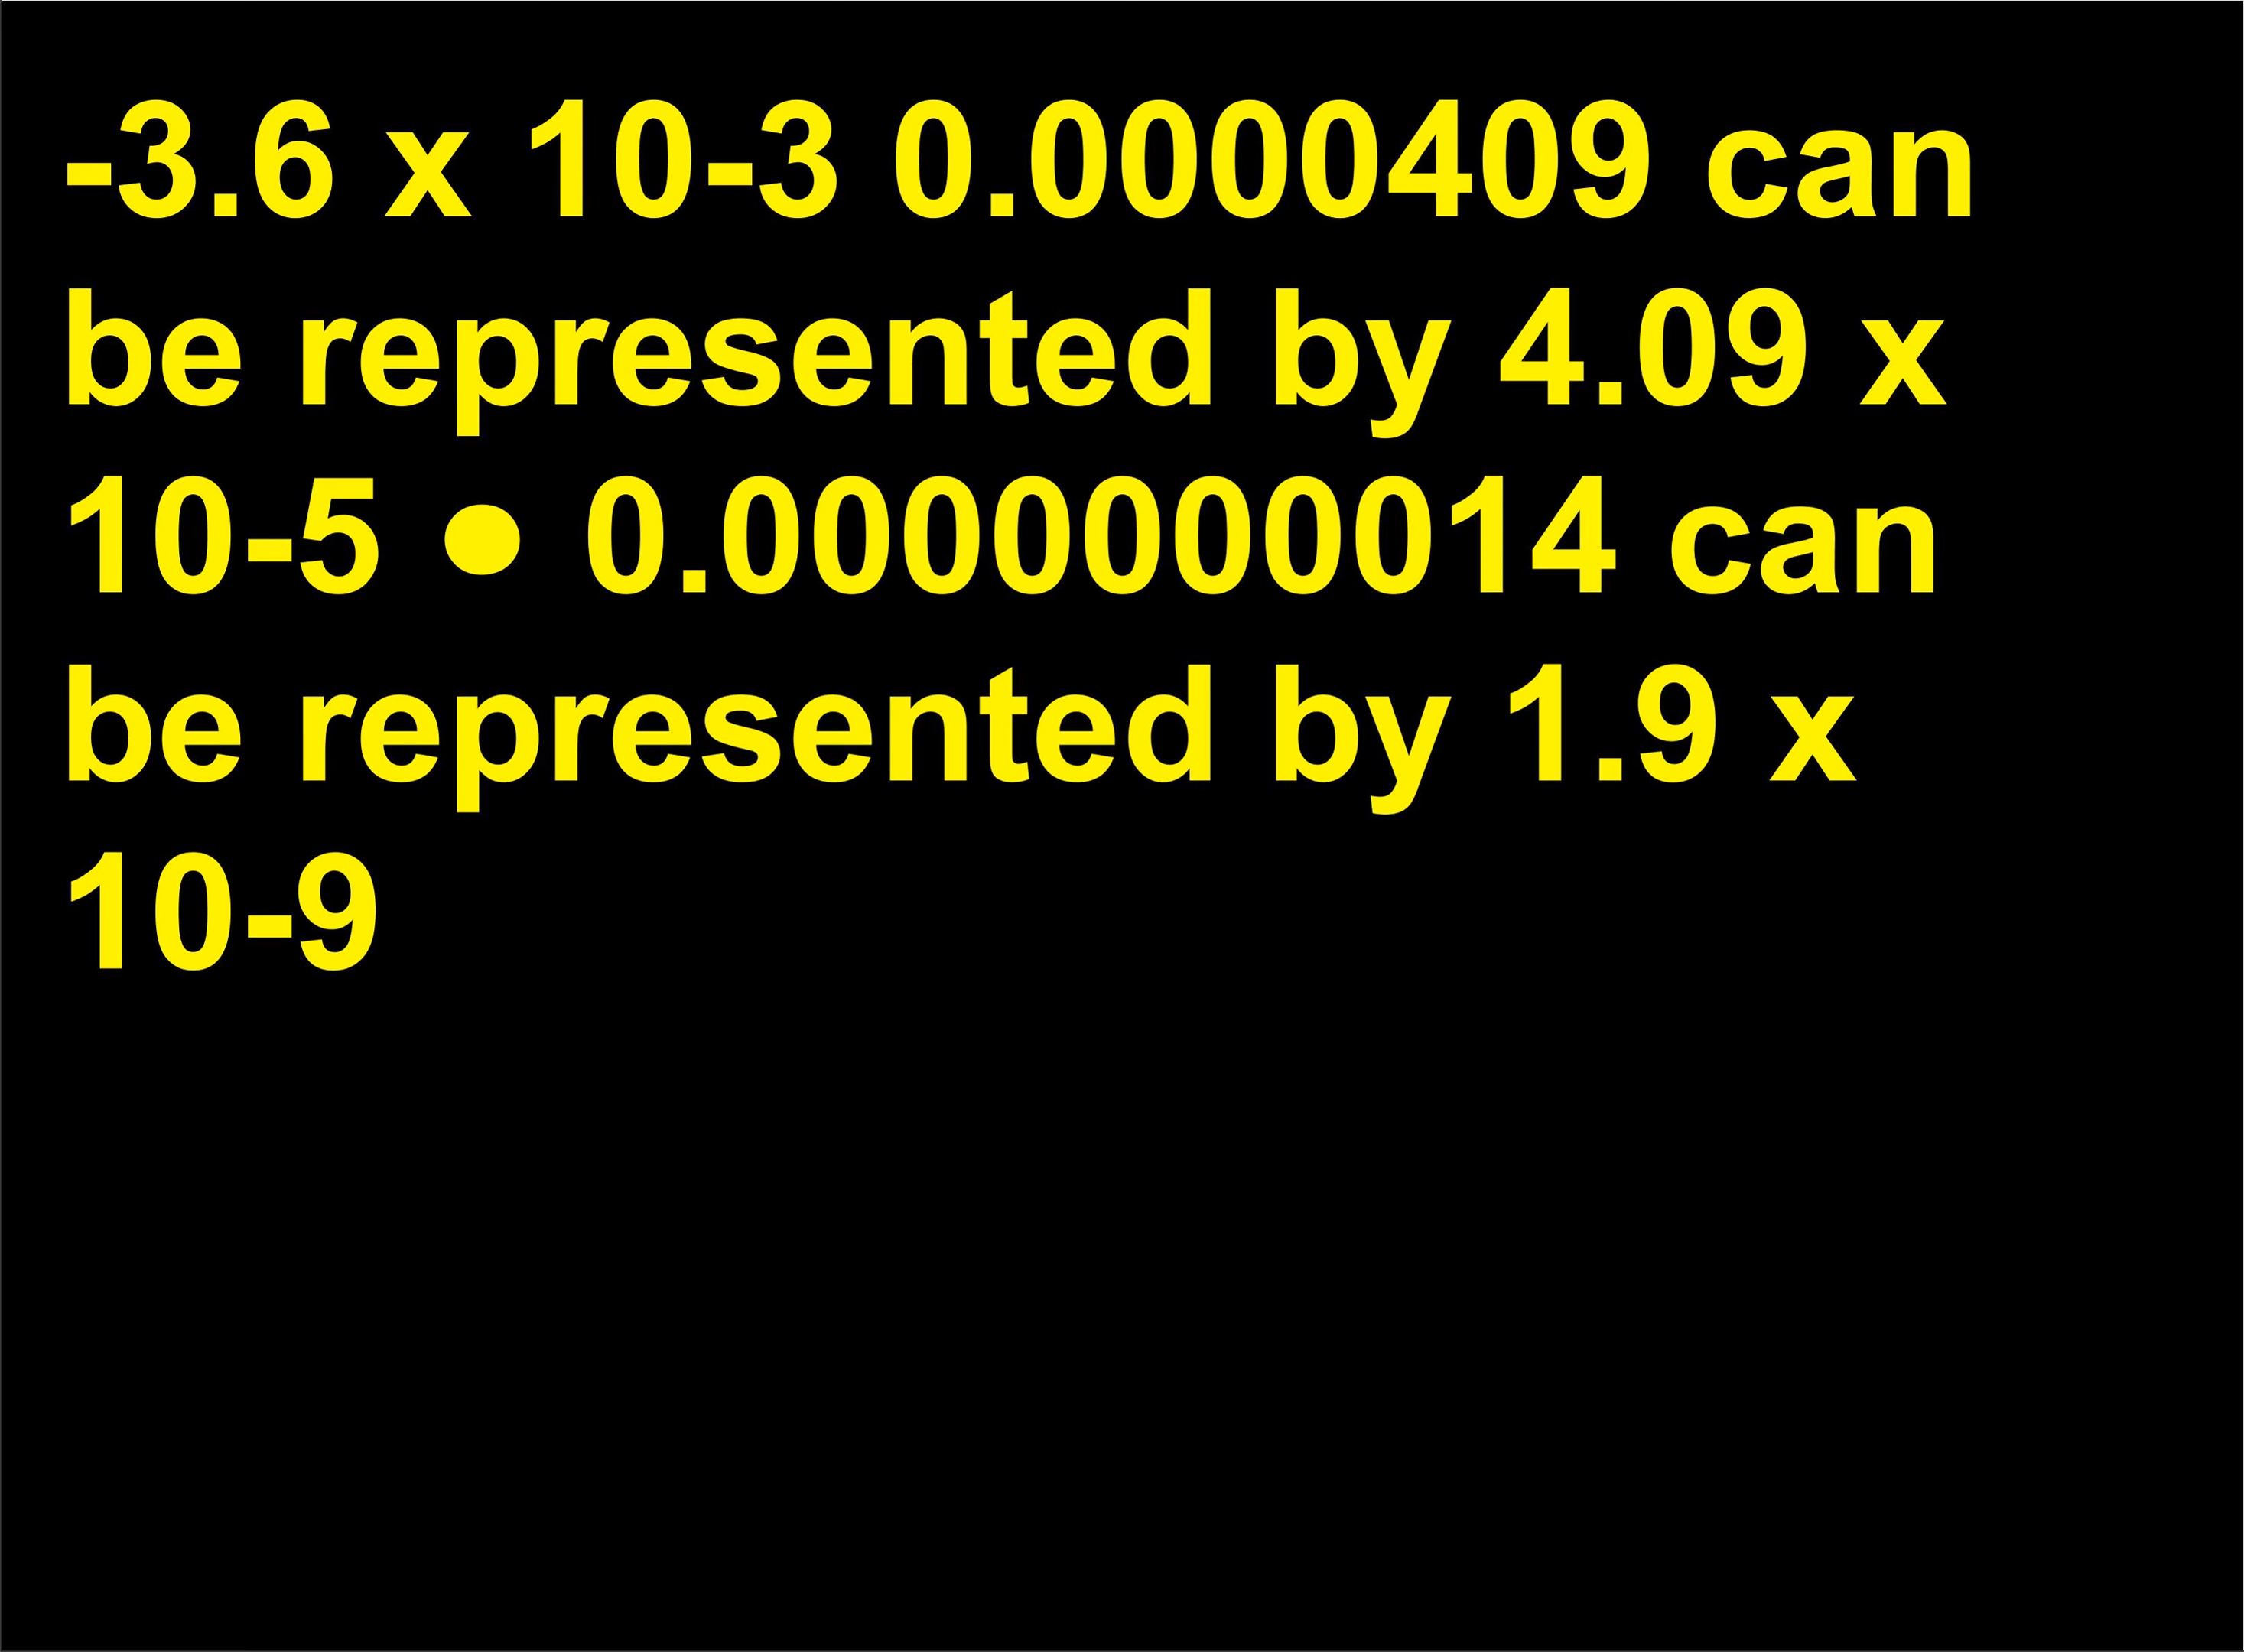 -3.6 x 10-3 0.0000409 can
be represented by 4.09 x
10-5 • 0.0000000014 can
be represented by 1.9 x
10-9